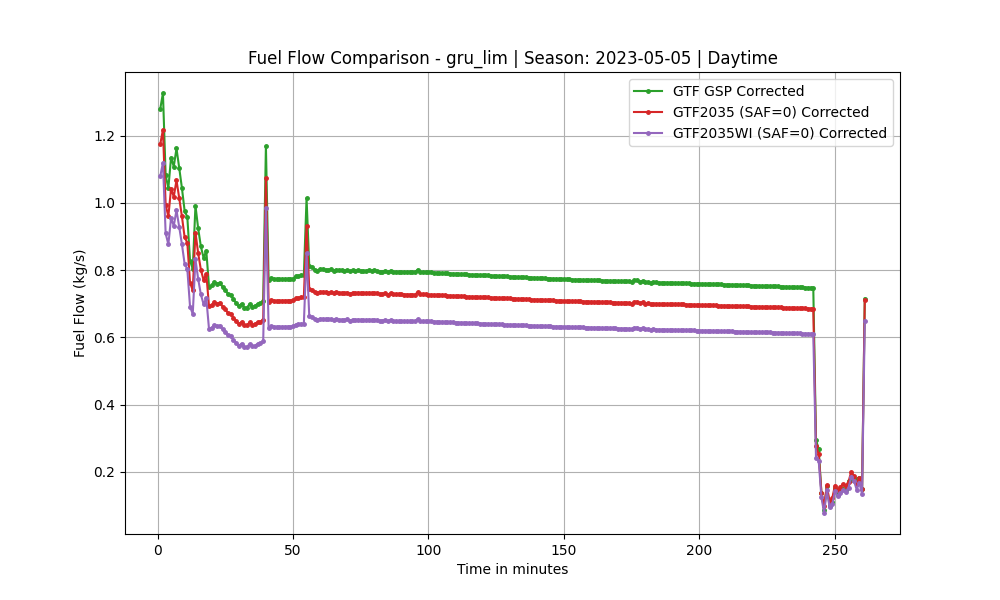 Fuel Flow Comparison - gru_lim | Season: 2023-05-05 | Daytime
GTF GSP Corrected
GTF2035 (SAF=0) Corrected
GTF2035WI (SAF=0) Corrected
Fuel Flow (kg/s)
1.2
1.0
0.8
0.6
0.4
0.2
0
50
100
150
200
250
Time in minutes